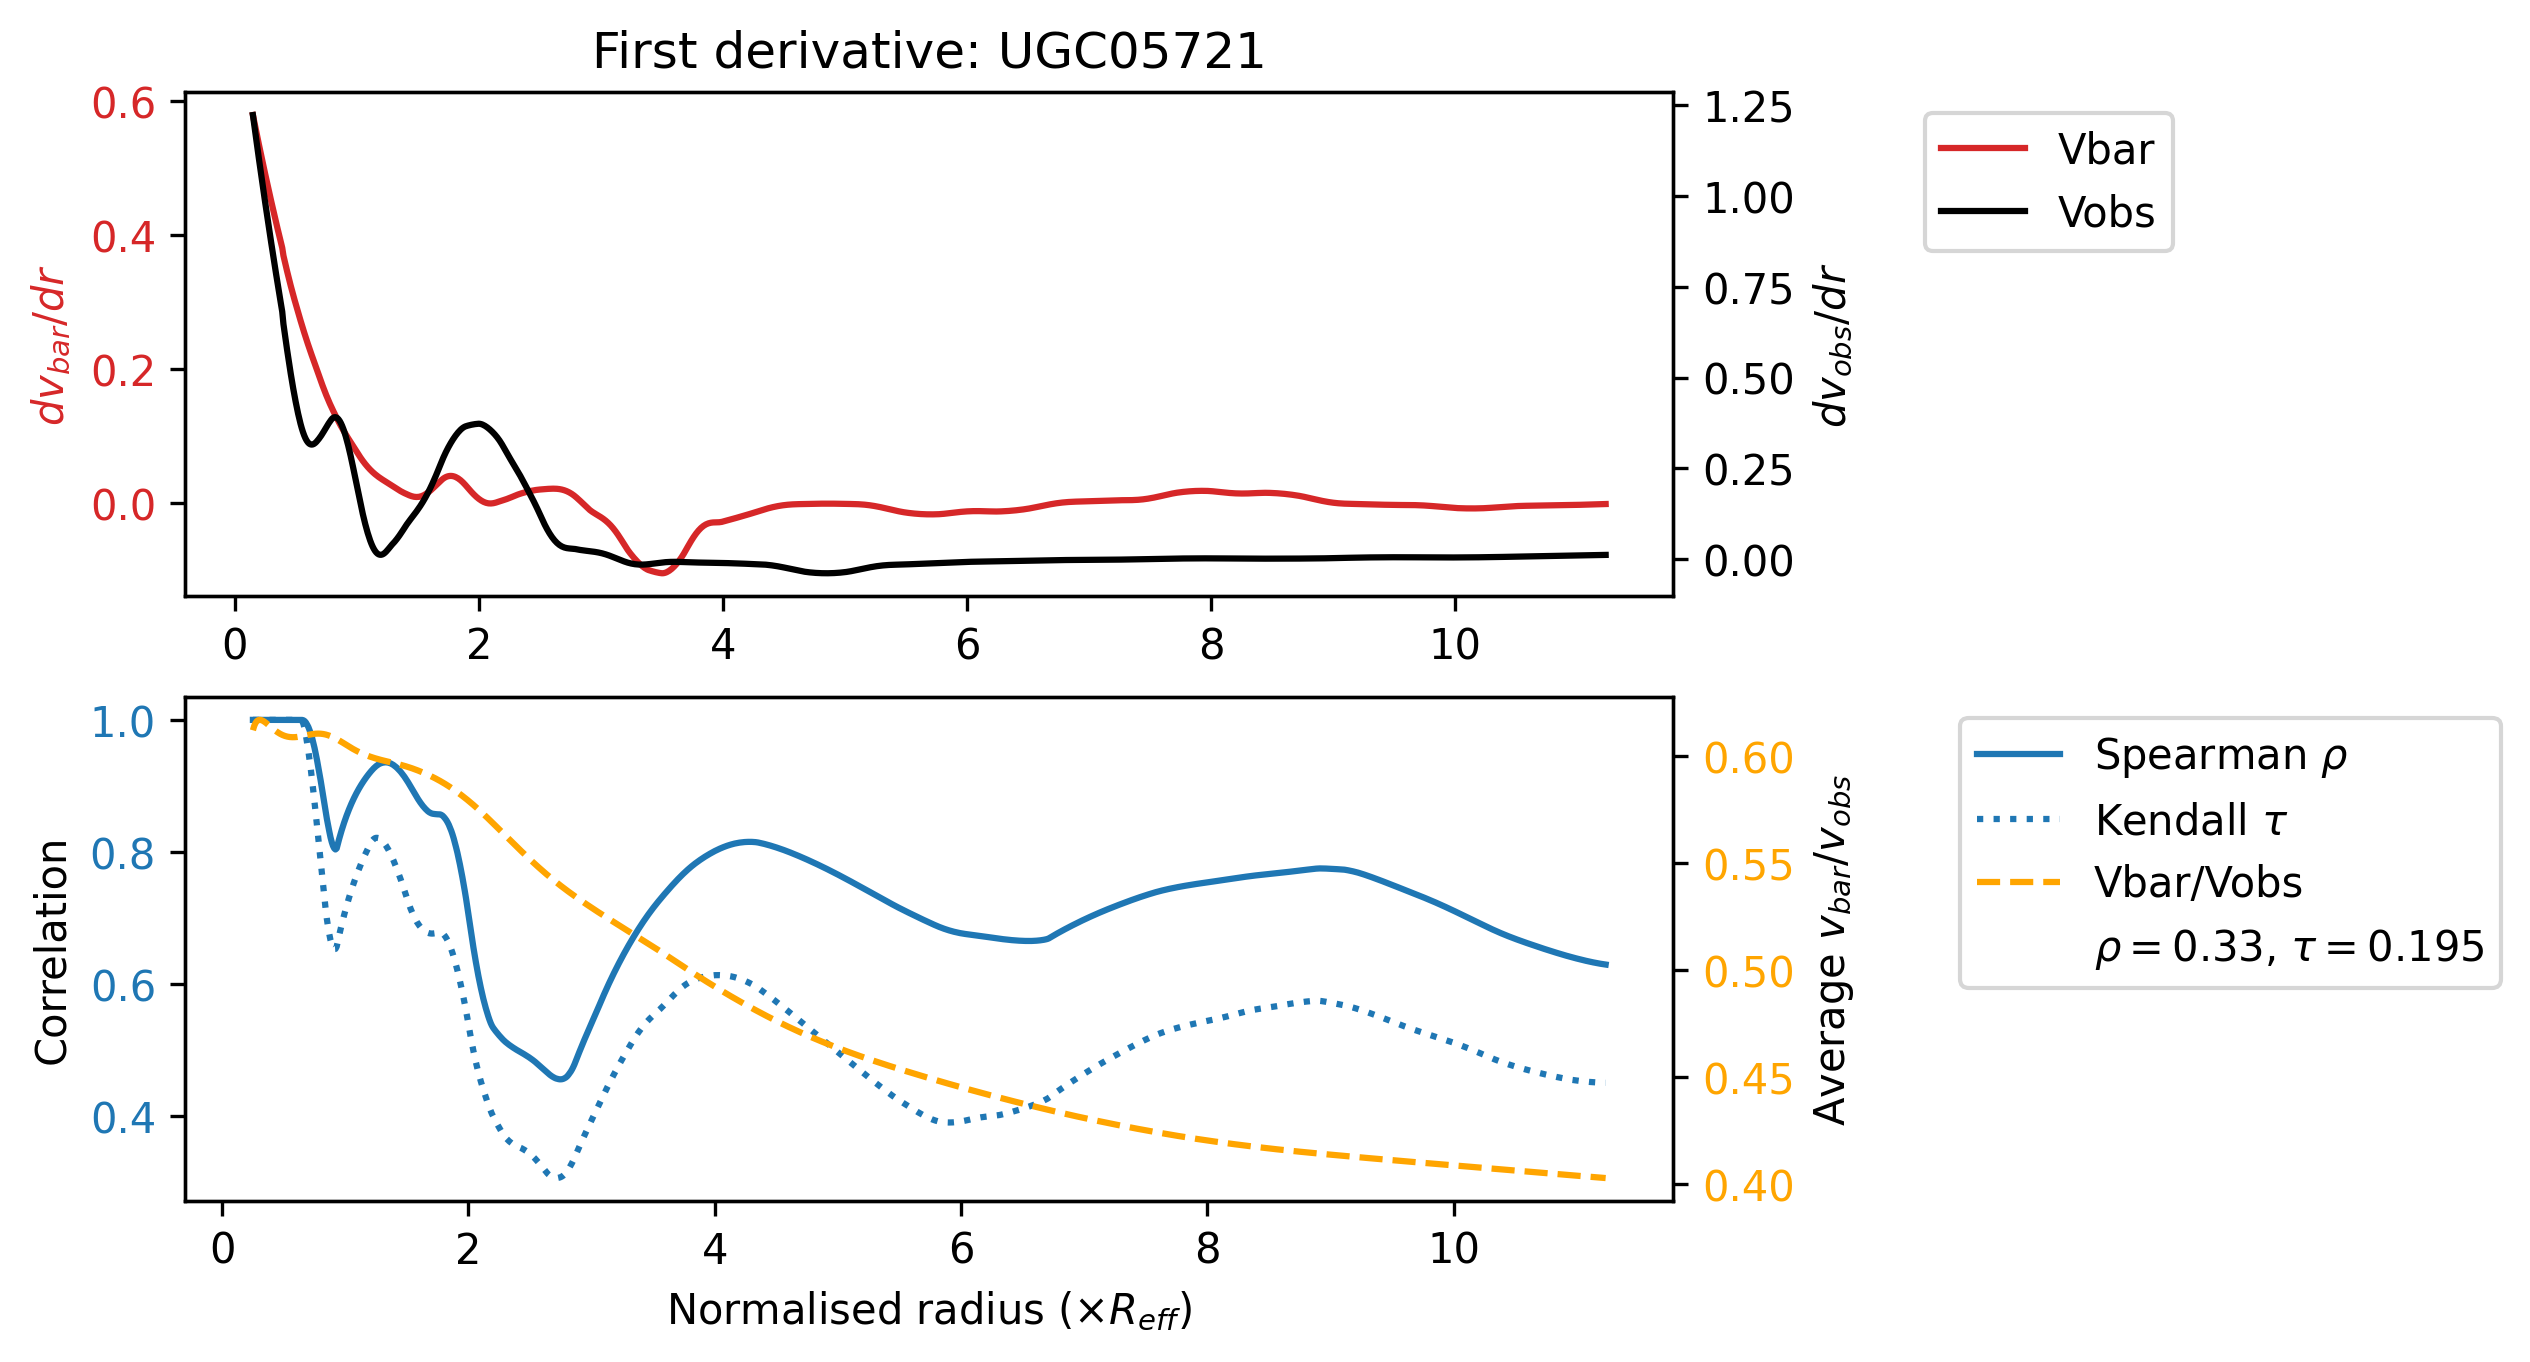 First derivative: UGC05721
0.6
0.4
0.2
0.0
dv_bar/dr
1.25
1.00
0.75
0.50
0.25
0.00
dv_obs/dr
0 2 4 6 8 10
Vbar
Vobs
1.0
0.8
0.6
0.4
Correlation
0.60
0.55
0.50
0.45
0.40
Average v_bar/v_obs
0 2 4 6 8 10
Normalised radius (×R_eff)
Spearman ρ
Kendall τ
Vbar/Vobs
ρ = 0.33, τ = 0.195